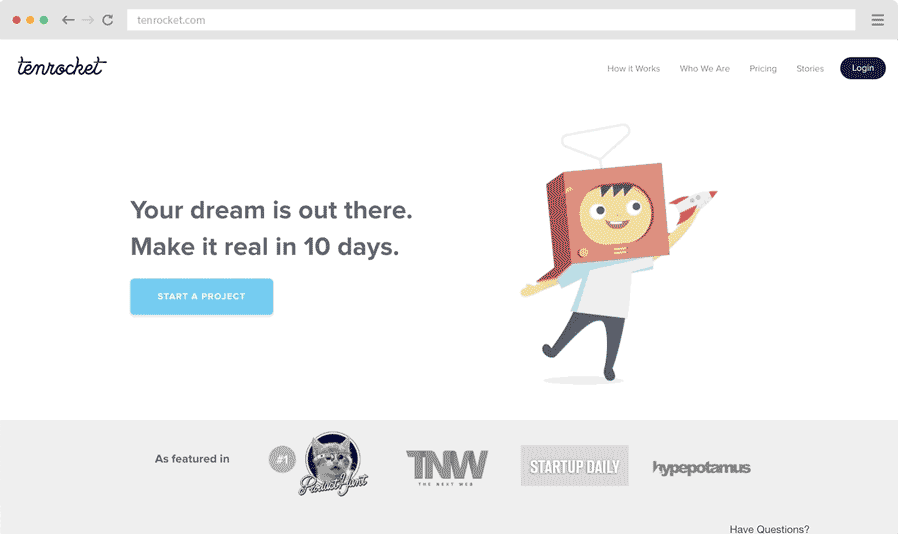 tenrocket.com
tenrocket
How it Works
Who We Are
Pricing
Stories
Login
Your dream is out there.
Make it real in 10 days.
START A PROJECT
As featured in
#1
Product Hunt
TNW
THE NEXT WEB
STARTUP DAILY
hypepotamus
Have Questions?